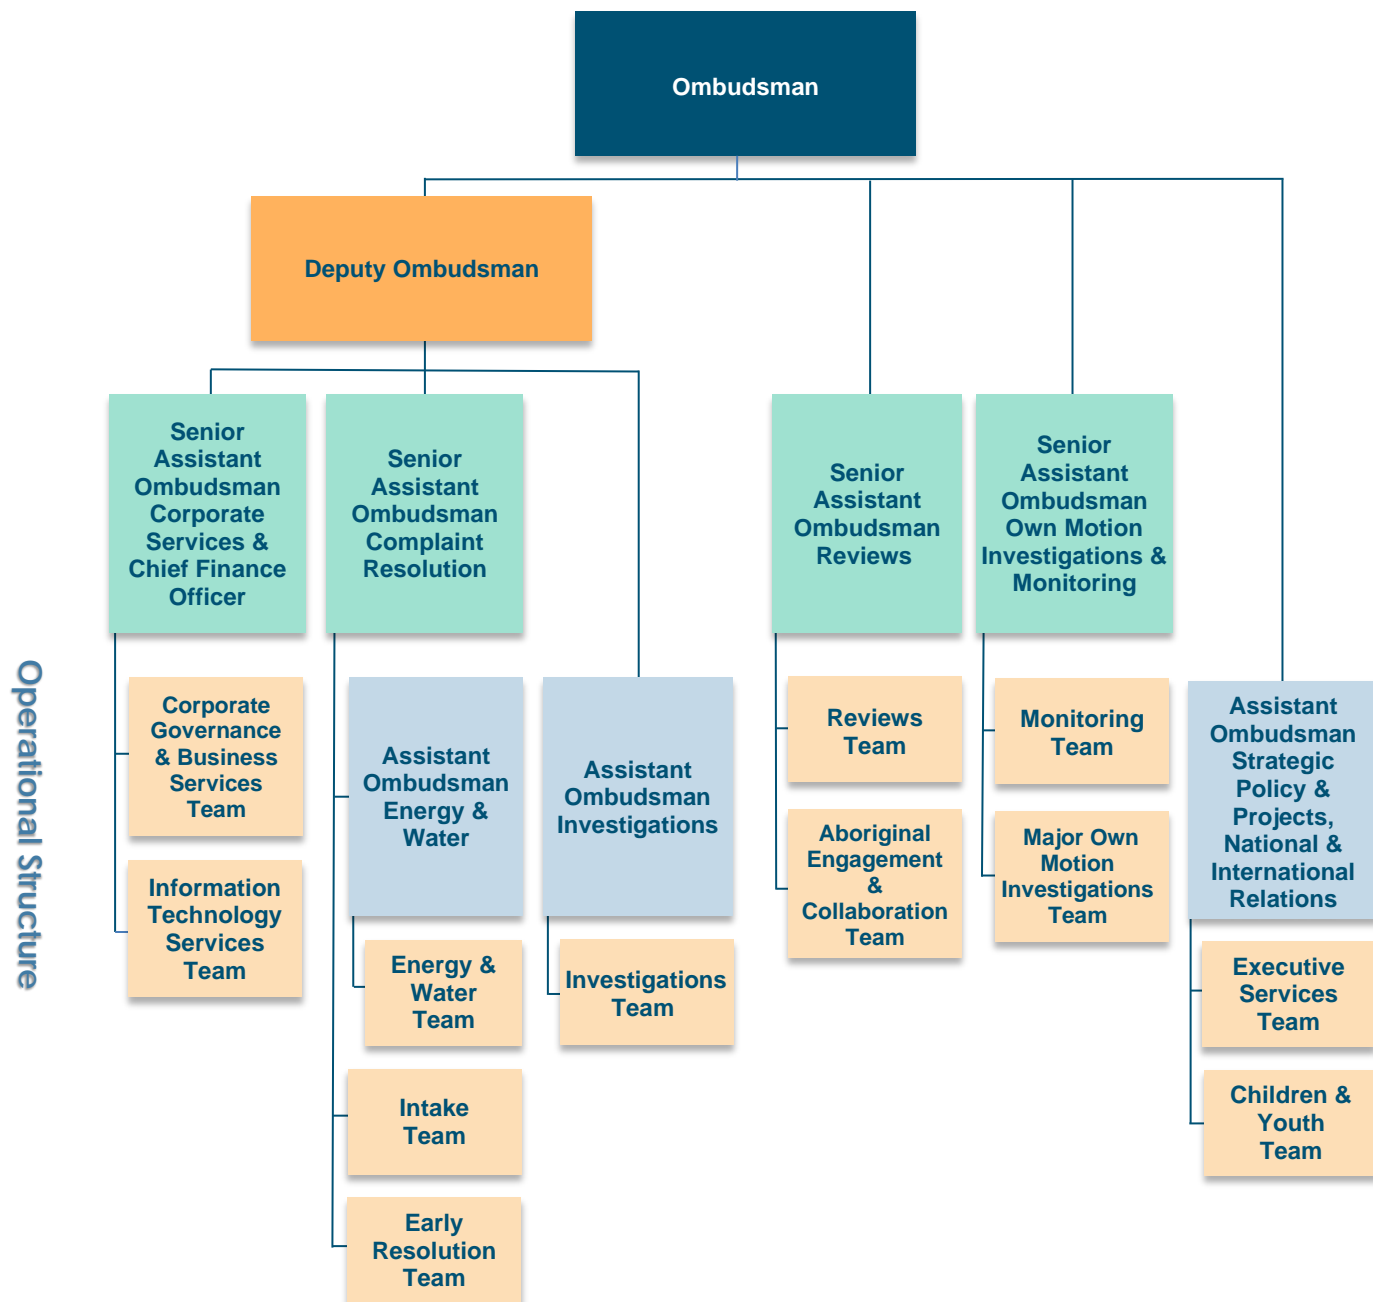 Ombudsman
Deputy Ombudsman
Senior
Assistant
Ombudsman
Corporate
Services &
Chief Finance
Officer
Senior
Assistant
Ombudsman
Complaint
Resolution
Senior
Assistant
Ombudsman
Reviews
Senior
Assistant
Ombudsman
Own Motion
Investigations &
Monitoring
Corporate
Governance
& Business
Services
Team
Information
Technology
Services
Team
Assistant
Ombudsman
Energy &
Water
Energy &
Water
Team
Intake
Team
Early
Resolution
Team
Assistant
Ombudsman
Investigations
Investigations
Team
Reviews
Team
Aboriginal
Engagement
&
Collaboration
Team
Monitoring
Team
Major Own
Motion
Investigations
Team
Assistant
Ombudsman
Strategic
Policy &
Projects,
National &
International
Relations
Executive
Services
Team
Children &
Youth
Team
Operational Structure